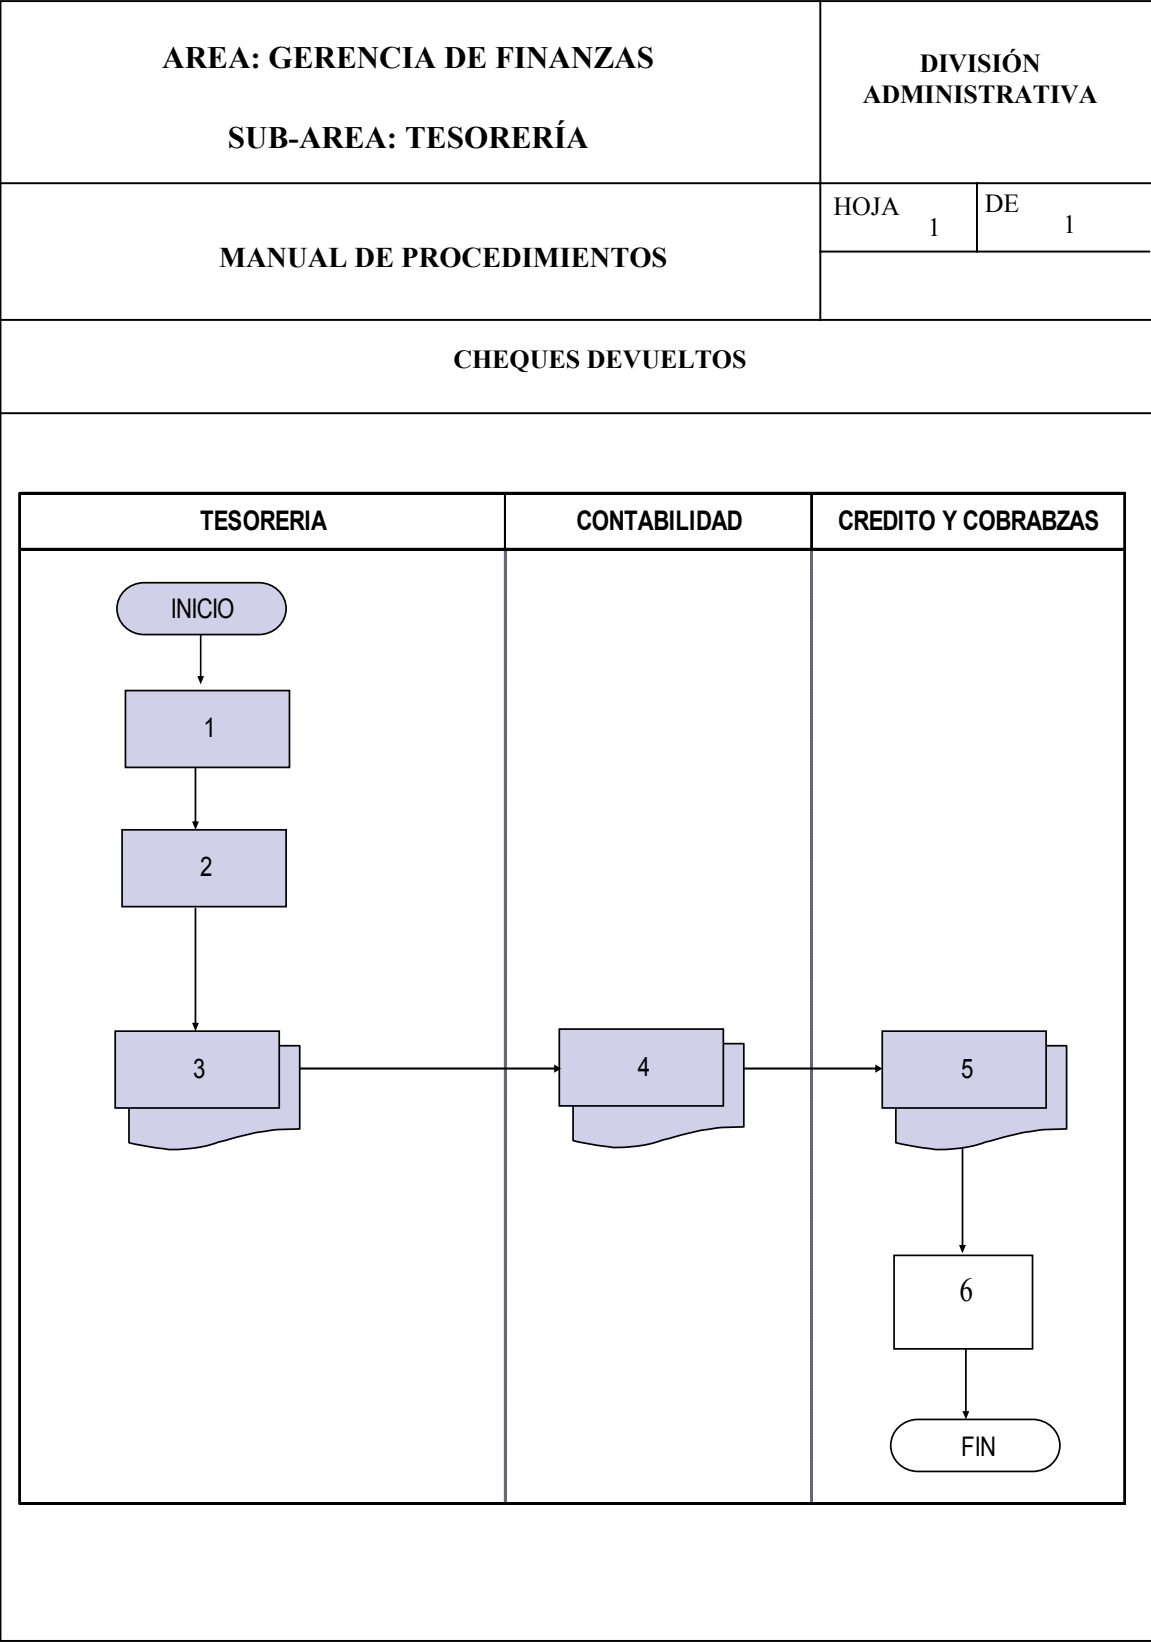 AREA: GERENCIA DE FINANZAS
SUB-AREA: TESORERÍA
DIVISIÓN
ADMINISTRATIVA
MANUAL DE PROCEDIMIENTOS
HOJA 1
DE 1
CHEQUES DEVUELTOS
TESORERIA
CONTABILIDAD
CREDITO Y COBRABZAS
INICIO
1
2
3
4
5
6
FIN